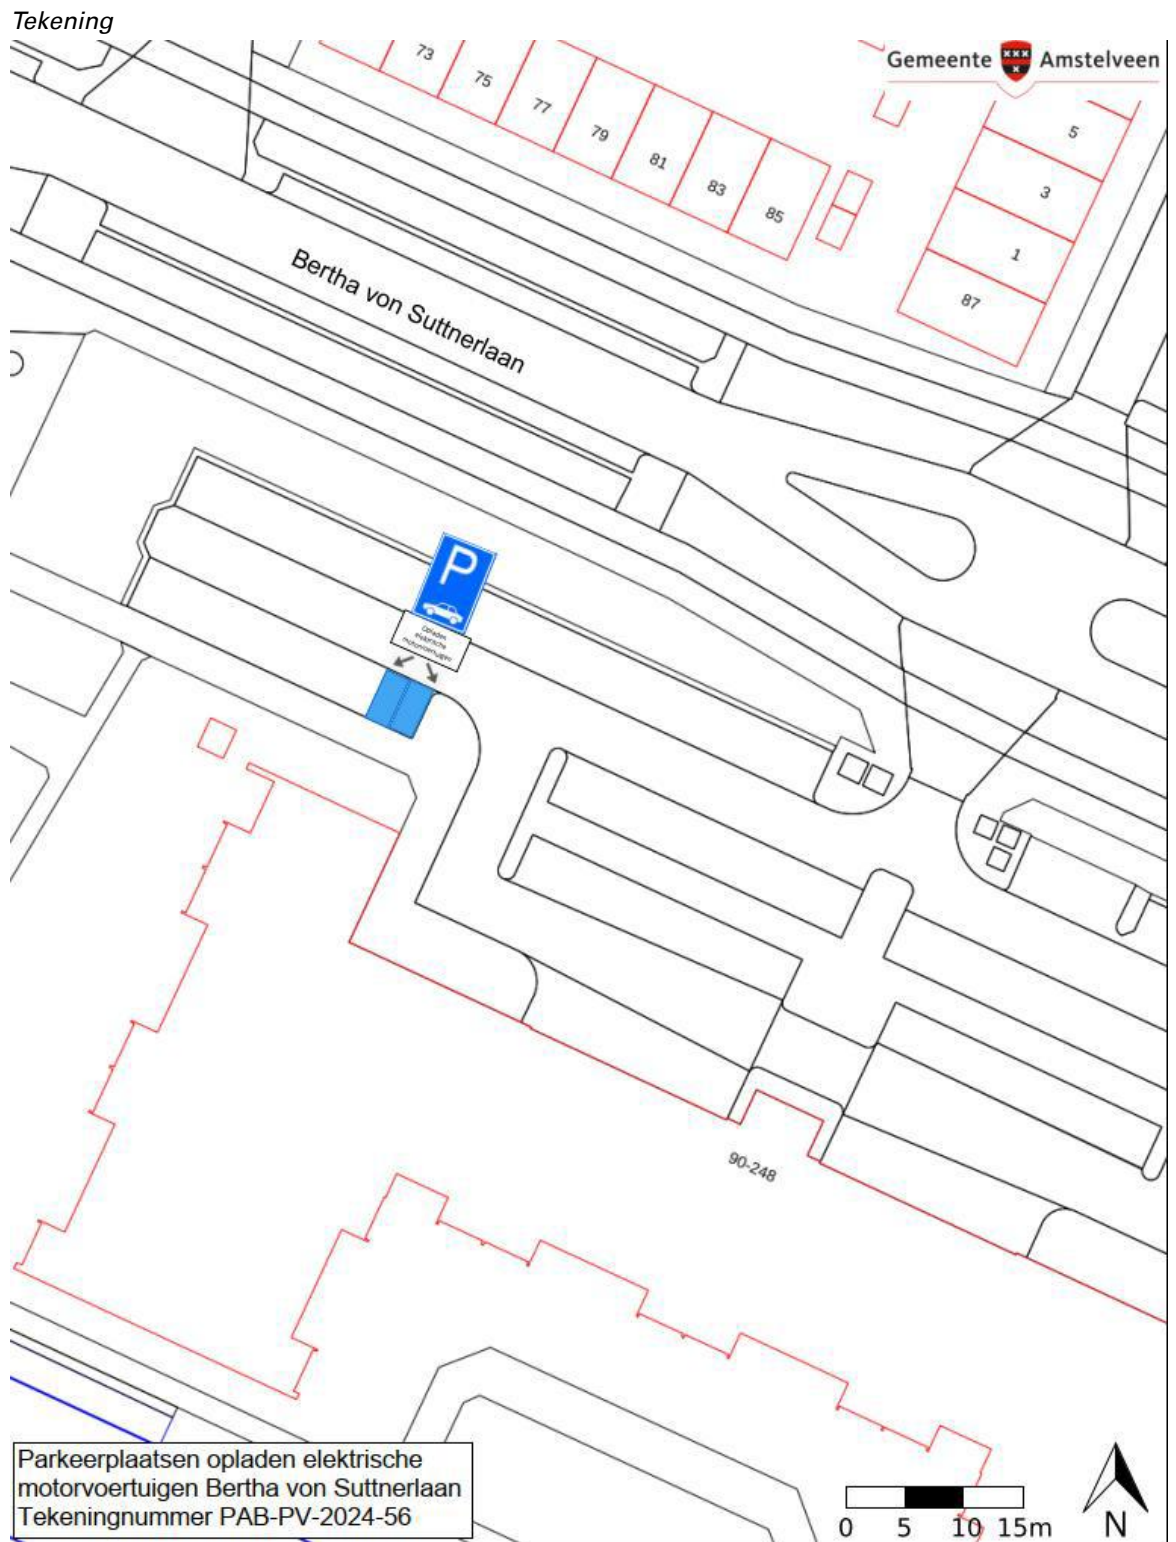 Tekening
Gemeente Amstelveen
73
75
77
79
81
83
85
5
3
1
87
Bertha von Suttnerlaan
P
Opladen
elektrische
motorvoertuigen
90-248
Parkeerplaatsen opladen elektrische
motorvoertuigen Bertha von Suttnerlaan
Tekeningnummer PAB-PV-2024-56
0 5 10 15m
N